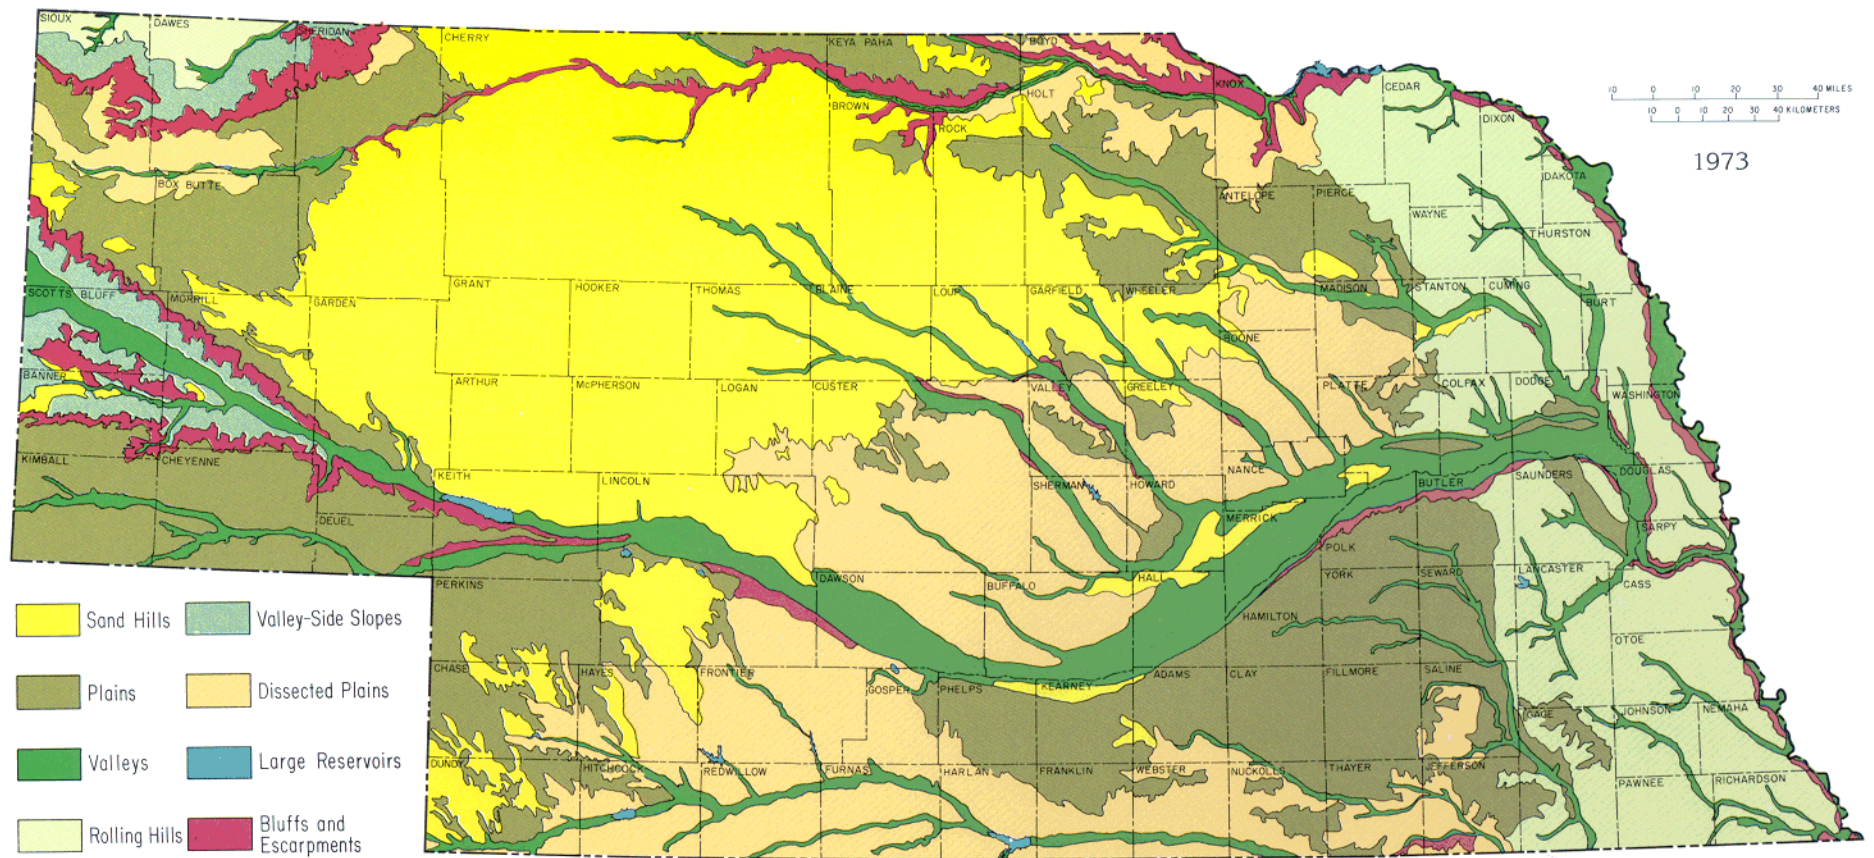 SIOUX
DAWES
SHERIDAN
CHERRY
KEYA PAHA
BOYD
KNOX
CEDAR
10 0 10 20 30 40 MILES
10 0 10 20 30 40 KILOMETERS
1973
BROWN
ROCK
HOLT
DIXON
DAKOTA
BOX BUTTE
ANTELOPE
PIERCE
WAYNE
THURSTON
SCOTTS BLUFF
MORRILL
GARDEN
GRANT
HOOKER
THOMAS
BLAINE
LOUP
GARFIELD
WHEELER
MADISON
STANTON
CUMING
BURT
BOONE
BANNER
ARTHUR
McPHERSON
LOGAN
CUSTER
VALLEY
GREELEY
PLATTE
COLFAX
DODGE
WASHINGTON
KIMBALL
CHEYENNE
KEITH
LINCOLN
SHERMAN
HOWARD
NANCE
BUTLER
SAUNDERS
DOUGLAS
DEUEL
MERRICK
POLK
SARPY
PERKINS
DAWSON
BUFFALO
HALL
HAMILTON
YORK
SEWARD
LANCASTER
CASS
OTOE
CHASE
HAYES
FRONTIER
GOSPER
PHELPS
KEARNEY
ADAMS
CLAY
FILLMORE
SALINE
GAGE
JOHNSON
NEMAHA
DUNDY
HITCHCOCK
REDWILLOW
FURNAS
HARLAN
FRANKLIN
WEBSTER
NUCKOLLS
THAYER
JEFFERSON
PAWNEE
RICHARDSON
Sand Hills
Valley-Side Slopes
Plains
Dissected Plains
Valleys
Large Reservoirs
Rolling Hills
Bluffs and
Escarpments